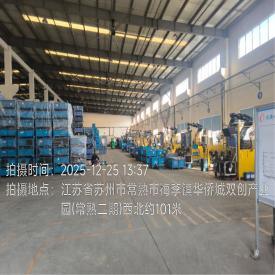 拍摄时间：2025-12-25 13:37
拍摄地点：江苏省苏州市常熟市海李镇华侨城双创产业
园(常熟二期)西北约101米